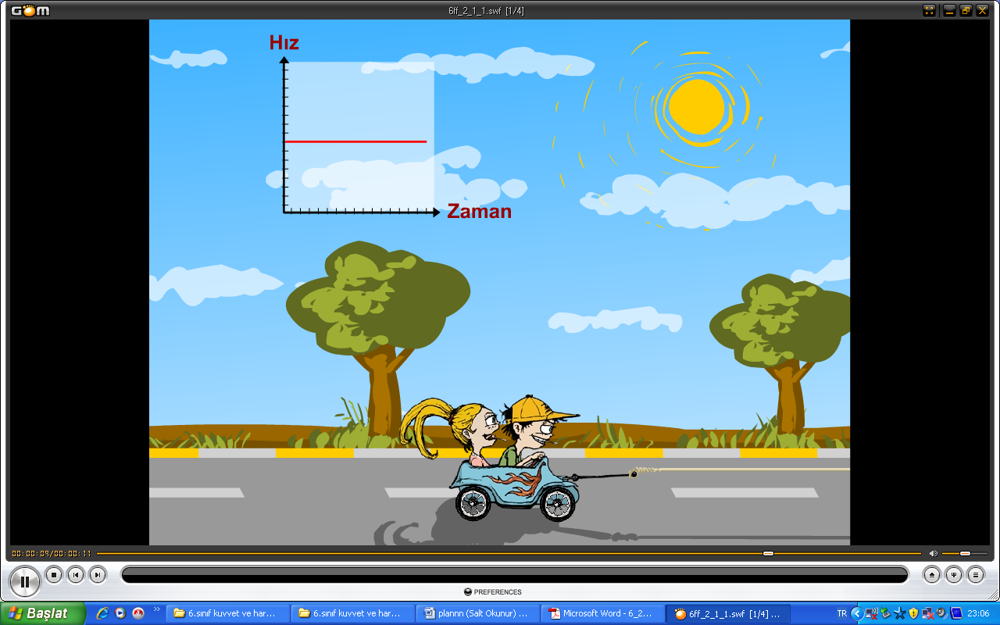 GOM
6ff_2_1_1.swf [1/4]
Hız
Zaman
00:00:09/00:00:11
PREFERENCES
Başlat
6.sınıf kuvvet ve har...
6.sınıf kuvvet ve har...
plannn (Salt Okunur) ...
Microsoft Word - 6_2...
6ff_2_1_1.swf [1/4] ...
TR
23:06